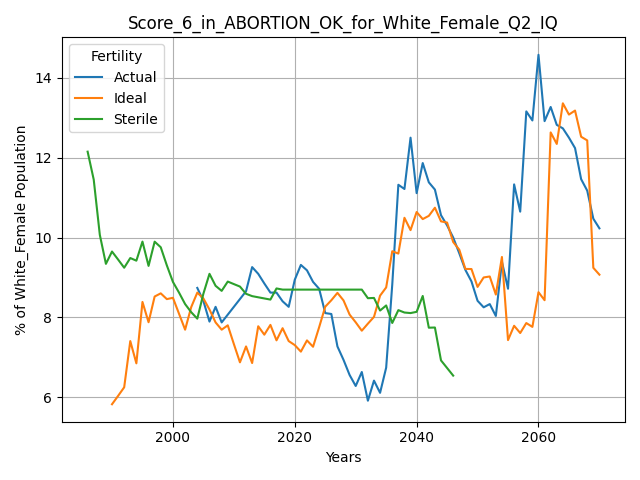 Score_6_in_ABORTION_OK_for_White_Female_Q2_IQ
Fertility
Actual
Ideal
Sterile
% of White_Female Population
14
12
10
8
6
2000 2020 2040 2060
Years